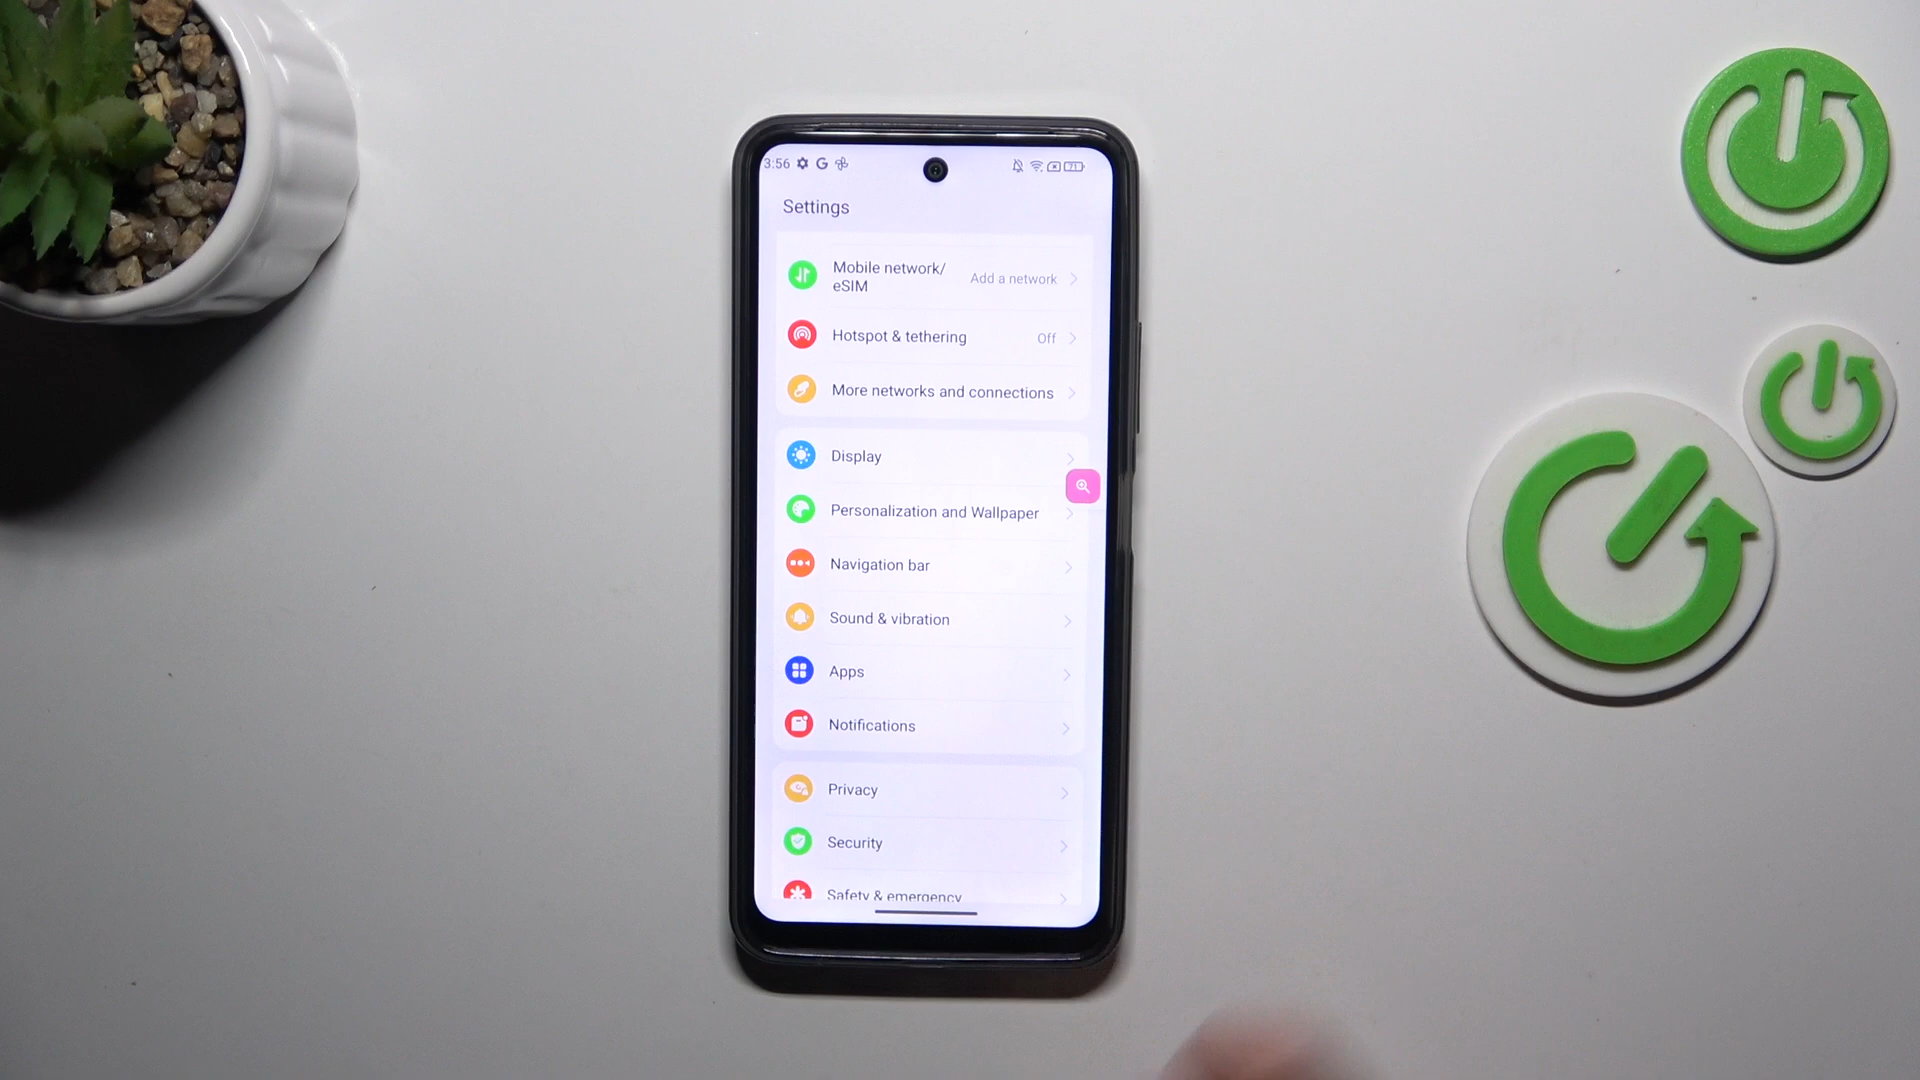 3:56
71
Settings
Mobile network/
eSIM
Add a network
Hotspot & tethering
Off
More networks and connections
Display
Personalization and Wallpaper
Navigation bar
Sound & vibration
Apps
Notifications
Privacy
Security
Safety & emergency